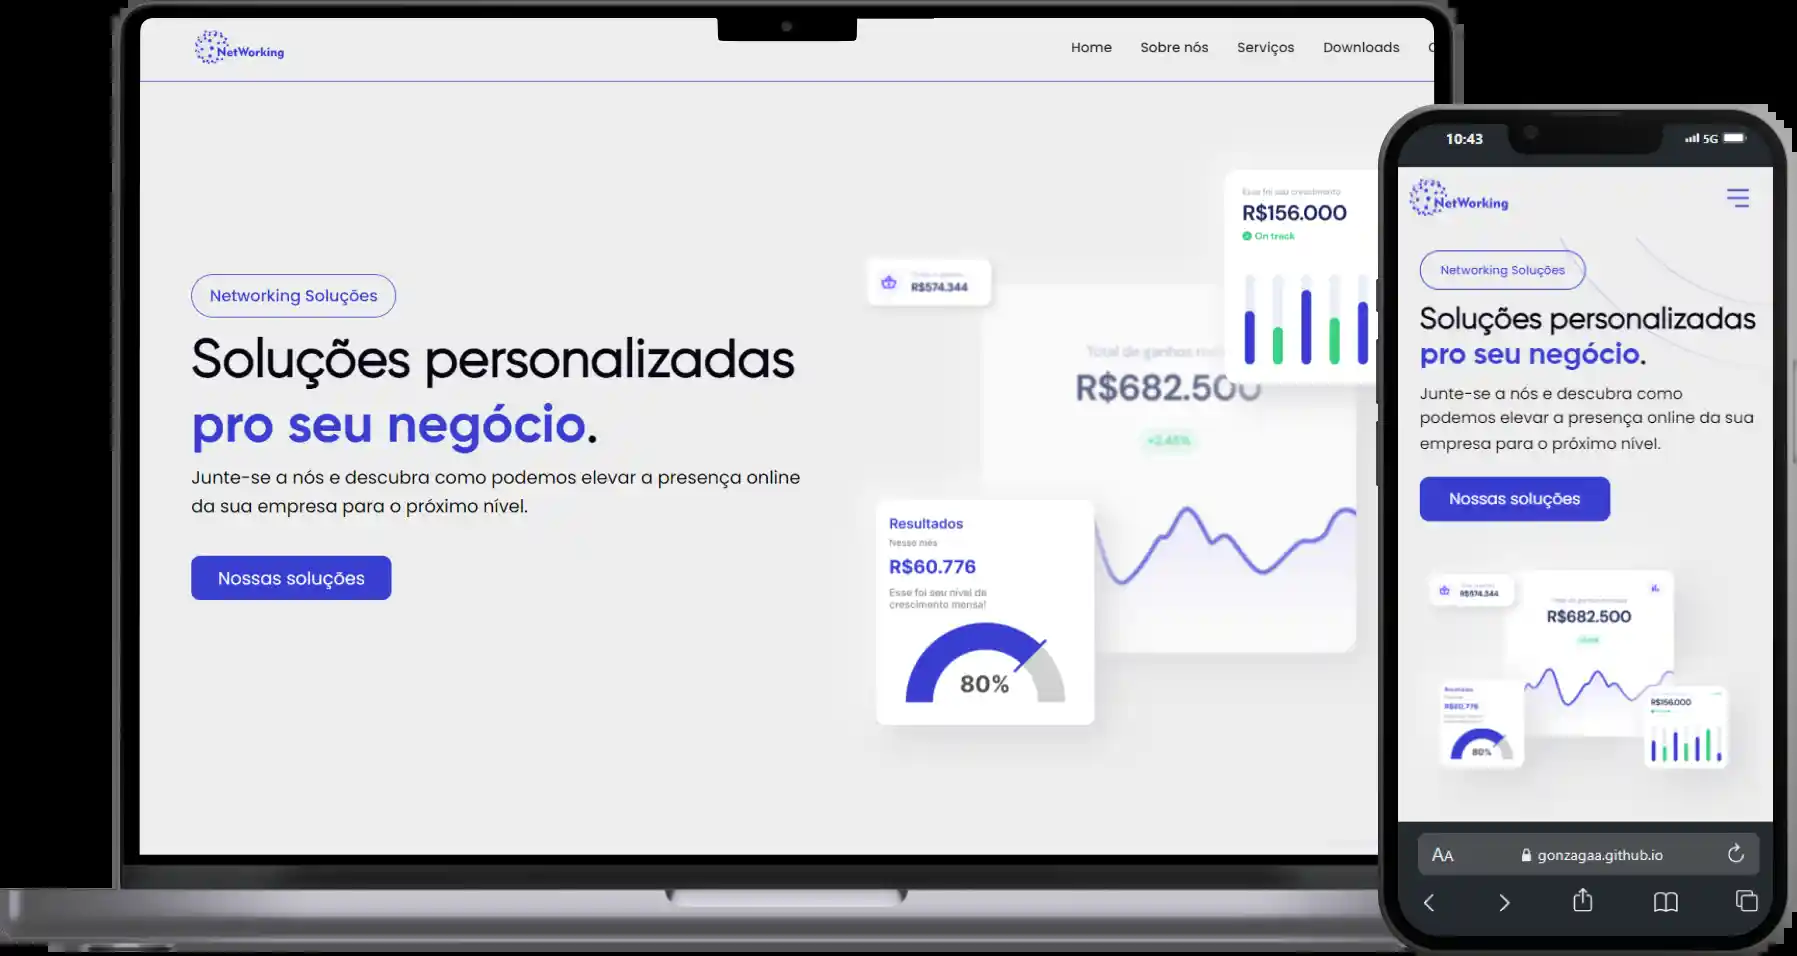 NetWorking
Home Sobre nós Serviços Downloads
Networking Soluções
Soluções personalizadas
pro seu negócio.
Junte-se a nós e descubra como podemos elevar a presença online
da sua empresa para o próximo nível.
Nossas soluções
R$574.344
Esse foi seu crescimento
R$156.000
On track
Total de ganhos
R$682.500
+2,45%
Resultados
Nesse mês
R$60.776
Esse foi seu nível de
crescimento mensal
80%
10:43
5G
NetWorking
Networking Soluções
Soluções personalizadas
pro seu negócio.
Junte-se a nós e descubra como
podemos elevar a presença online da sua
empresa para o próximo nível.
Nossas soluções
R$574.344
R$682.500
Resultados
R$60.776
80%
R$156.000
AA
gonzagaa.github.io